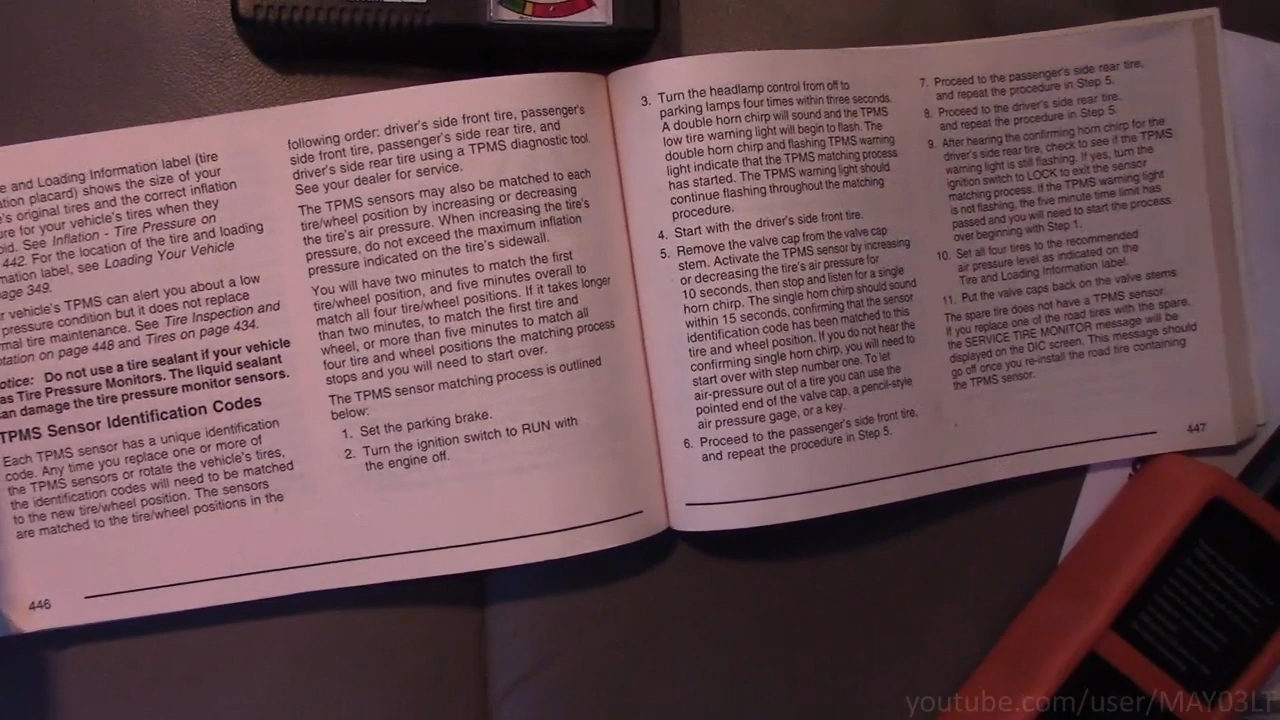 e and Loading Information label (tire
ation placard) shows the size of your
e's original tires and the correct inflation
ure for your vehicle's tires when they
old. See Inflation - Tire Pressure on
442. For the location of the tire and loading
mation label, see Loading Your Vehicle
page 349.
r vehicle's TPMS can alert you about a low
pressure condition but it does not replace
rmal tire maintenance. See Tire Inspection and
otation on page 448 and Tires on page 434.
otice: Do not use a tire sealant if your vehicle
as Tire Pressure Monitors. The liquid sealant
an damage the tire pressure monitor sensors.
TPMS Sensor Identification Codes
Each TPMS sensor has a unique identification
code. Any time you replace one or more of
the TPMS sensors or rotate the vehicle's tires,
the identification codes will need to be matched
to the new tire/wheel position. The sensors
are matched to the tire/wheel positions in the
446
following order: driver's side front tire, passenger's
side front tire, passenger's side rear tire, and
driver's side rear tire using a TPMS diagnostic tool.
See your dealer for service.
The TPMS sensors may also be matched to each
tire/wheel position by increasing or decreasing
the tire's air pressure. When increasing the tire's
pressure, do not exceed the maximum inflation
pressure indicated on the tire's sidewall.
You will have two minutes to match the first
tire/wheel position, and five minutes overall to
match all four tire/wheel positions. If it takes longer
than two minutes, to match the first tire and
wheel, or more than five minutes to match all
four tire and wheel positions the matching process
stops and you will need to start over.
The TPMS sensor matching process is outlined
below:
1. Set the parking brake.
2. Turn the ignition switch to RUN with
the engine off.
3. Turn the headlamp control from off to
parking lamps four times within three seconds.
A double horn chirp will sound and the TPMS
low tire warning light will begin to flash. The
double horn chirp and flashing TPMS warning
light indicate that the TPMS matching process
has started. The TPMS warning light should
continue flashing throughout the matching
procedure.
4. Start with the driver's side front tire.
5. Remove the valve cap from the valve cap
stem. Activate the TPMS sensor by increasing
or decreasing the tire's air pressure for
10 seconds, then stop and listen for a single
horn chirp. The single horn chirp should sound
within 15 seconds, confirming that the sensor
identification code has been matched to this
tire and wheel position. If you do not hear the
confirming single horn chirp, you will need to
start over with step number one. To let
air-pressure out of a tire you can use the
pointed end of the valve cap, a pencil-style
air pressure gage, or a key.
6. Proceed to the passenger's side front tire,
and repeat the procedure in Step 5.
7. Proceed to the passenger's side rear tire,
and repeat the procedure in Step 5.
8. Proceed to the driver's side rear tire,
and repeat the procedure in Step 5.
9. After hearing the confirming horn chirp for the
driver's side rear tire, check to see if the TPMS
warning light is still flashing. If yes, turn the
ignition switch to LOCK to exit the sensor
matching process. If the TPMS warning light
is not flashing, the five minute time limit has
passed and you will need to start the process
over beginning with Step 1.
10. Set all four tires to the recommended
air pressure level as indicated on the
Tire and Loading Information label.
11. Put the valve caps back on the valve stems
The spare tire does not have a TPMS sensor.
If you replace one of the road tires with the spare,
the SERVICE TIRE MONITOR message will be
displayed on the DIC screen. This message should
go off once you re-install the road tire containing
the TPMS sensor.
447
youtube.com/user/MAY03LT